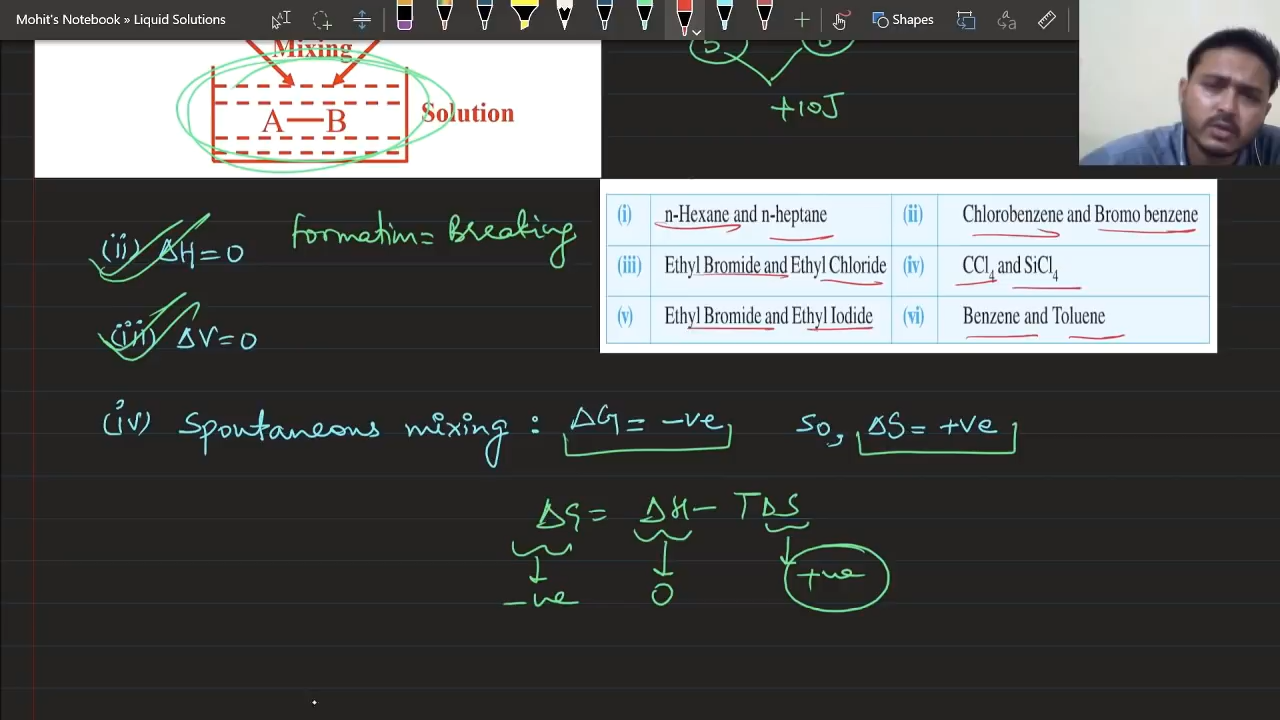 Mohit's Notebook » Liquid Solutions
Shapes
Mixing
A — B
Solution
+10J
(ii) ΔH = 0
Formation = Breaking
(iii) ΔV = 0
(i) n-Hexane and n-heptane
(ii) Chlorobenzene and Bromo benzene
(iii) Ethyl Bromide and Ethyl Chloride
(iv) CCl4 and SiCl4
(v) Ethyl Bromide and Ethyl Iodide
(vi) Benzene and Toluene
(iv) Spontaneous mixing : ΔG = -ve so, ΔS = +ve
ΔG = ΔH - TΔS
-ve 0 +ve